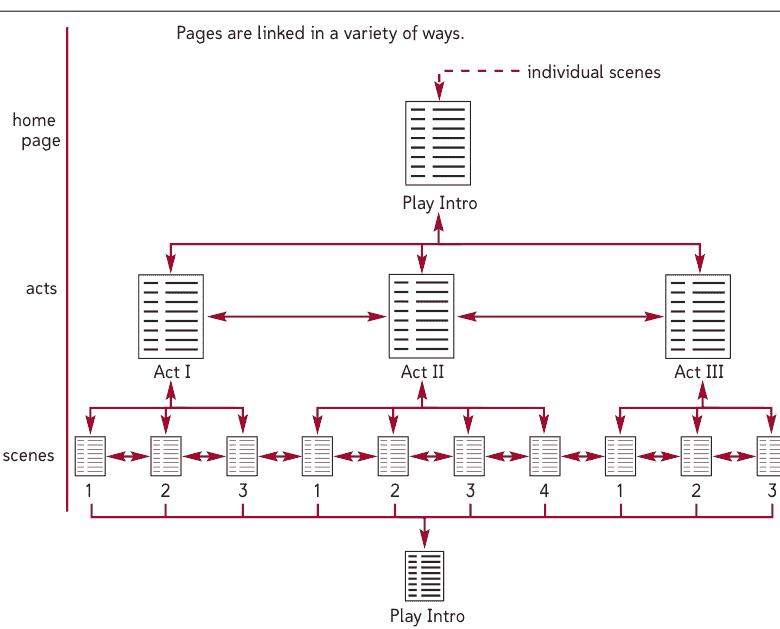 Pages are linked in a variety of ways.
individual scenes
home
page
Play Intro
acts
Act I
Act II
Act III
scenes
1 2 3 1 2 3 4 1 2 3
Play Intro